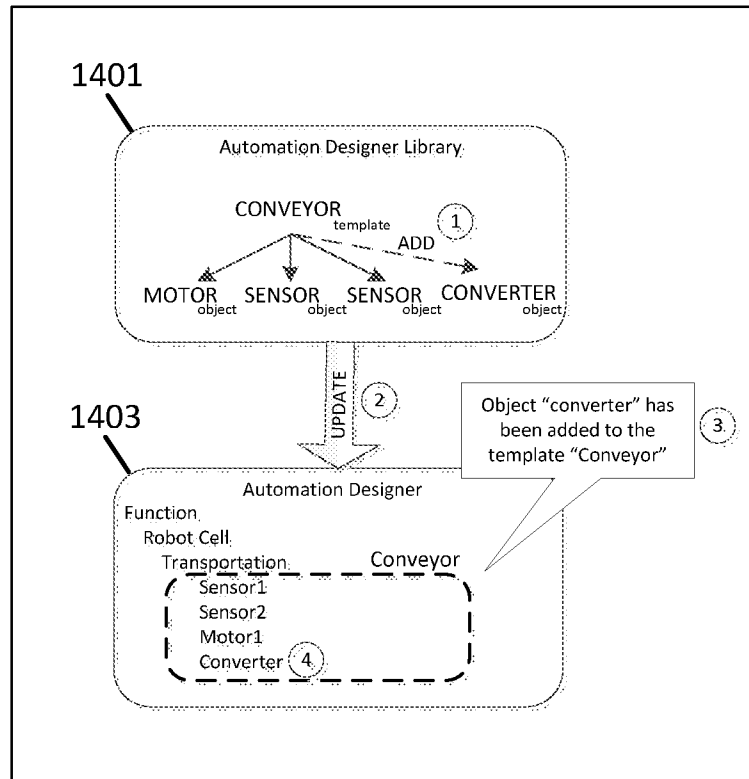 1401
Automation Designer Library
CONVEYOR template
1
ADD
MOTOR object SENSOR object SENSOR object CONVERTER object
UPDATE
2
Object "converter" has
been added to the
template "Conveyor"
3
1403
Automation Designer
Function
Robot Cell
Transportation
Conveyor
Sensor1
Sensor2
Motor1
Converter 4